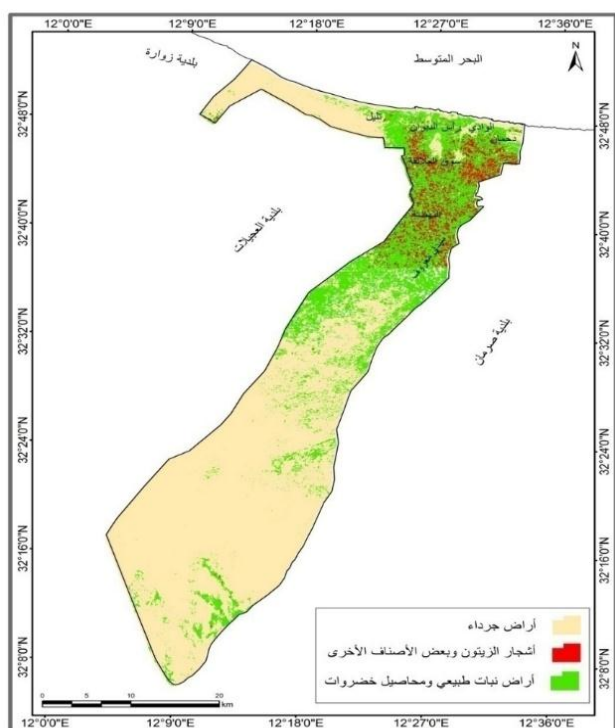 12°0'0"E 12°9'0"E 12°18'0"E 12°27'0"E 12°36'0"E
N
البحر المتوسط
بلدية زوارة
32°48'0"N 32°48'0"N
تليل
الوادي
دحمان
32°40'0"N 32°40'0"N
بلدية العجيلات
بلدية صرمان
32°32'0"N 32°32'0"N
32°24'0"N 32°24'0"N
32°16'0"N 32°16'0"N
32°8'0"N 32°8'0"N
أراض جرداء
أشجار الزيتون وبعض الأصناف الأخرى
أراض نبات طبيعي ومحاصيل خضروات
0 5 10 20
km
12°0'0"E 12°9'0"E 12°18'0"E 12°27'0"E 12°36'0"E